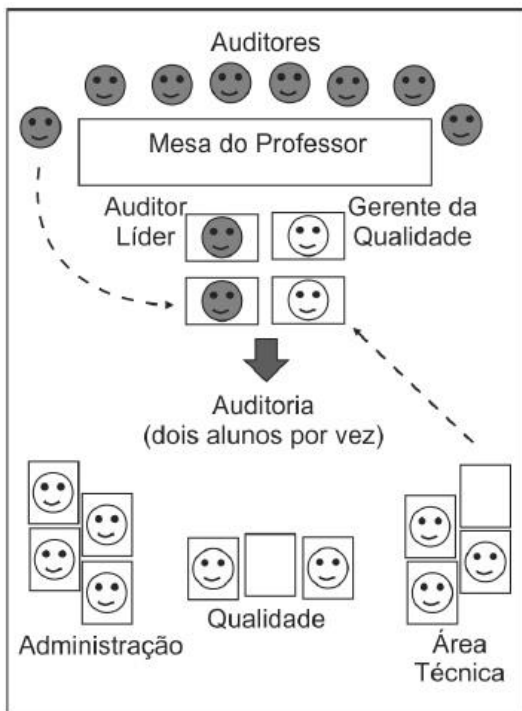 Auditores
Mesa do Professor
Auditor
Líder
Gerente da
Qualidade
Auditoria
(dois alunos por vez)
Administração
Qualidade
Área
Técnica